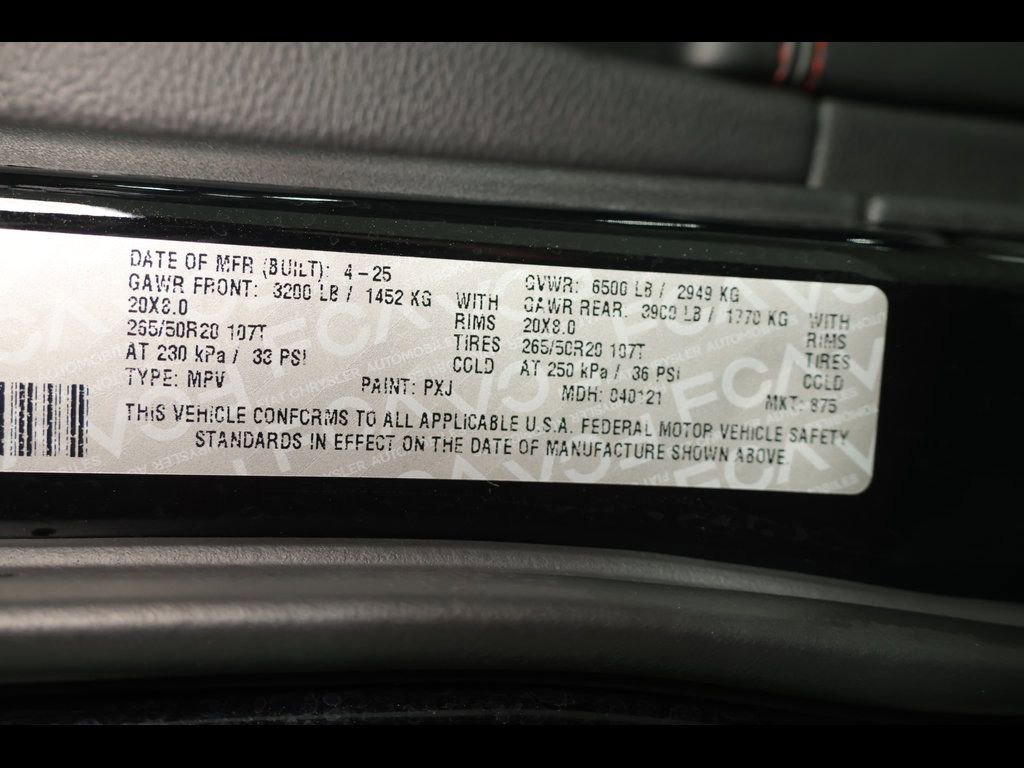 DATE OF MFR (BUILT): 4-25 GVWR: 6500 LB / 2949 KG
GAWR FRONT: 3200 LB / 1452 KG WITH GAWR REAR: 3900 LB / 1770 KG WITH
20X8.0 RIMS 20X8.0 RIMS
265/50R20 107T TIRES 265/50R20 107T TIRES
AT 230 kPa / 33 PSI COLD AT 250 kPa / 36 PSI COLD
TYPE: MPV PAINT: PXJ MDH: 040121 MKT: 875
THIS VEHICLE CONFORMS TO ALL APPLICABLE U.S.A. FEDERAL MOTOR VEHICLE SAFETY
STANDARDS IN EFFECT ON THE DATE OF MANUFACTURE SHOWN ABOVE.